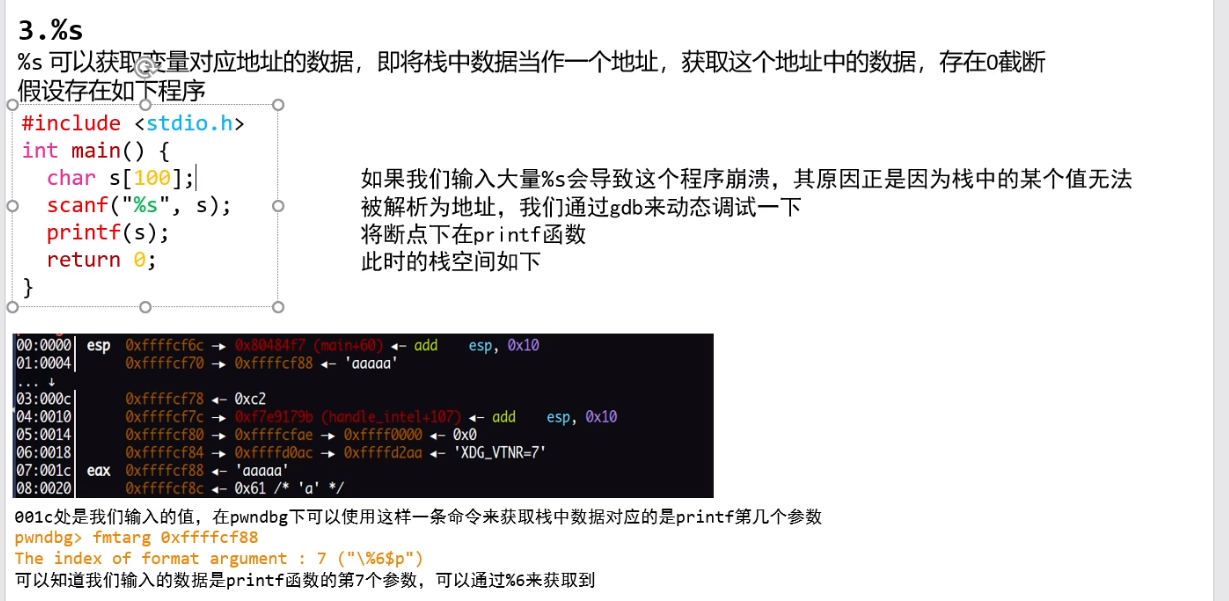 3.%s
%s 可以获取变量对应地址的数据，即将栈中数据当作一个地址，获取这个地址中的数据，存在0截断
假设存在如下程序
#include <stdio.h>
int main() {
char s[100];
scanf("%s", s);
printf(s);
return 0;
}
如果我们输入大量%s会导致这个程序崩溃，其原因正是因为栈中的某个值无法
被解析为地址，我们通过gdb来动态调试一下
将断点下在printf函数
此时的栈空间如下
00:0000│ esp 0xffffcf6c → 0x80484f7 (main+60) ← add esp, 0x10
01:0004│ 0xffffcf70 → 0xffffcf88 ← 'aaaaa'
... ↓
03:000c│ 0xffffcf78 ← 0xc2
04:0010│ 0xffffcf7c → 0xf7e9179b (handle_intel+107) ← add esp, 0x10
05:0014│ 0xffffcf80 → 0xffffcfae → 0xffff0000 ← 0x0
06:0018│ 0xffffcf84 → 0xffffd0ac → 0xffffd2aa ← 'XDG_VTNR=7'
07:001c│ eax 0xffffcf88 ← 'aaaaa'
08:0020│ 0xffffcf8c ← 0x61 /* 'a' */
001c处是我们输入的值，在pwndbg下可以使用这样一条命令来获取栈中数据对应的是printf第几个参数
pwndbg> fmtarg 0xffffcf88
The index of format argument : 7 ("\%6$p")
可以知道我们输入的数据是printf函数的第7个参数，可以通过%6来获取到